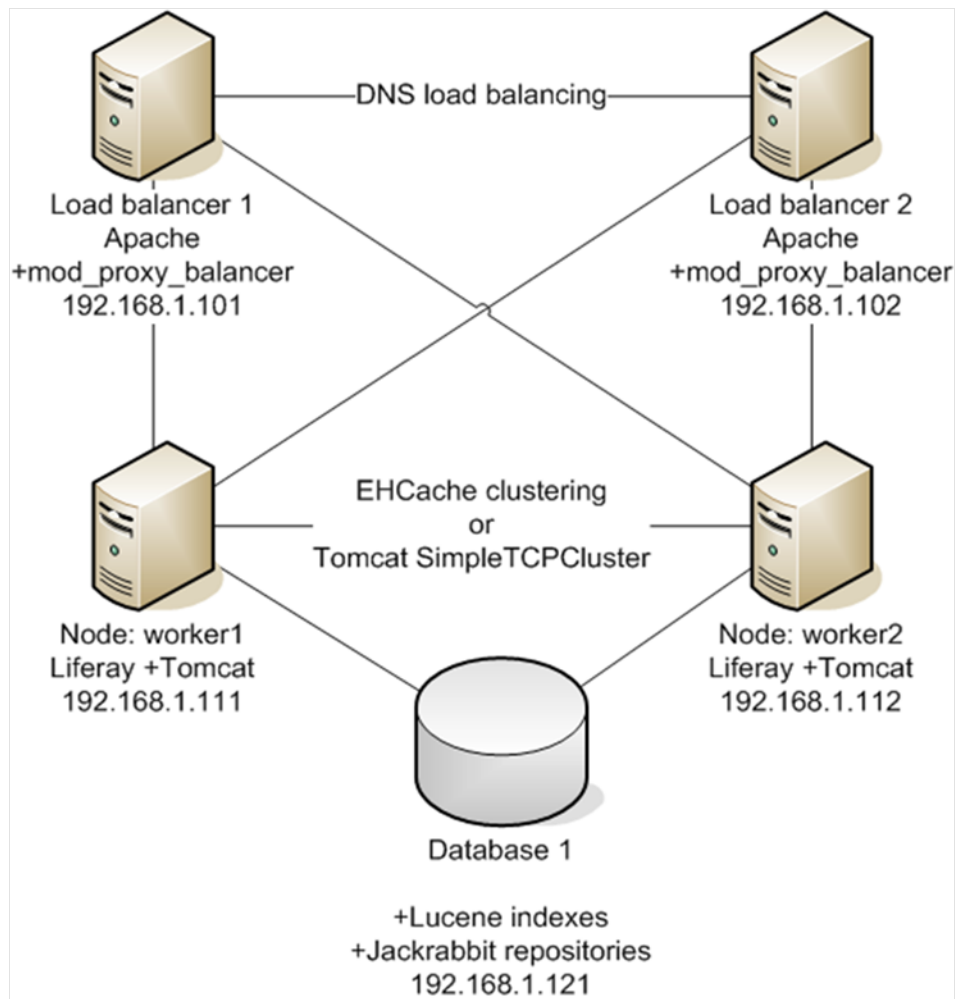 DNS load balancing
Load balancer 1
Apache
+mod_proxy_balancer
192.168.1.101
Load balancer 2
Apache
+mod_proxy_balancer
192.168.1.102
EHCache clustering
or
Tomcat SimpleTCPCluster
Node: worker1
Liferay +Tomcat
192.168.1.111
Node: worker2
Liferay +Tomcat
192.168.1.112
Database 1
+Lucene indexes
+Jackrabbit repositories
192.168.1.121